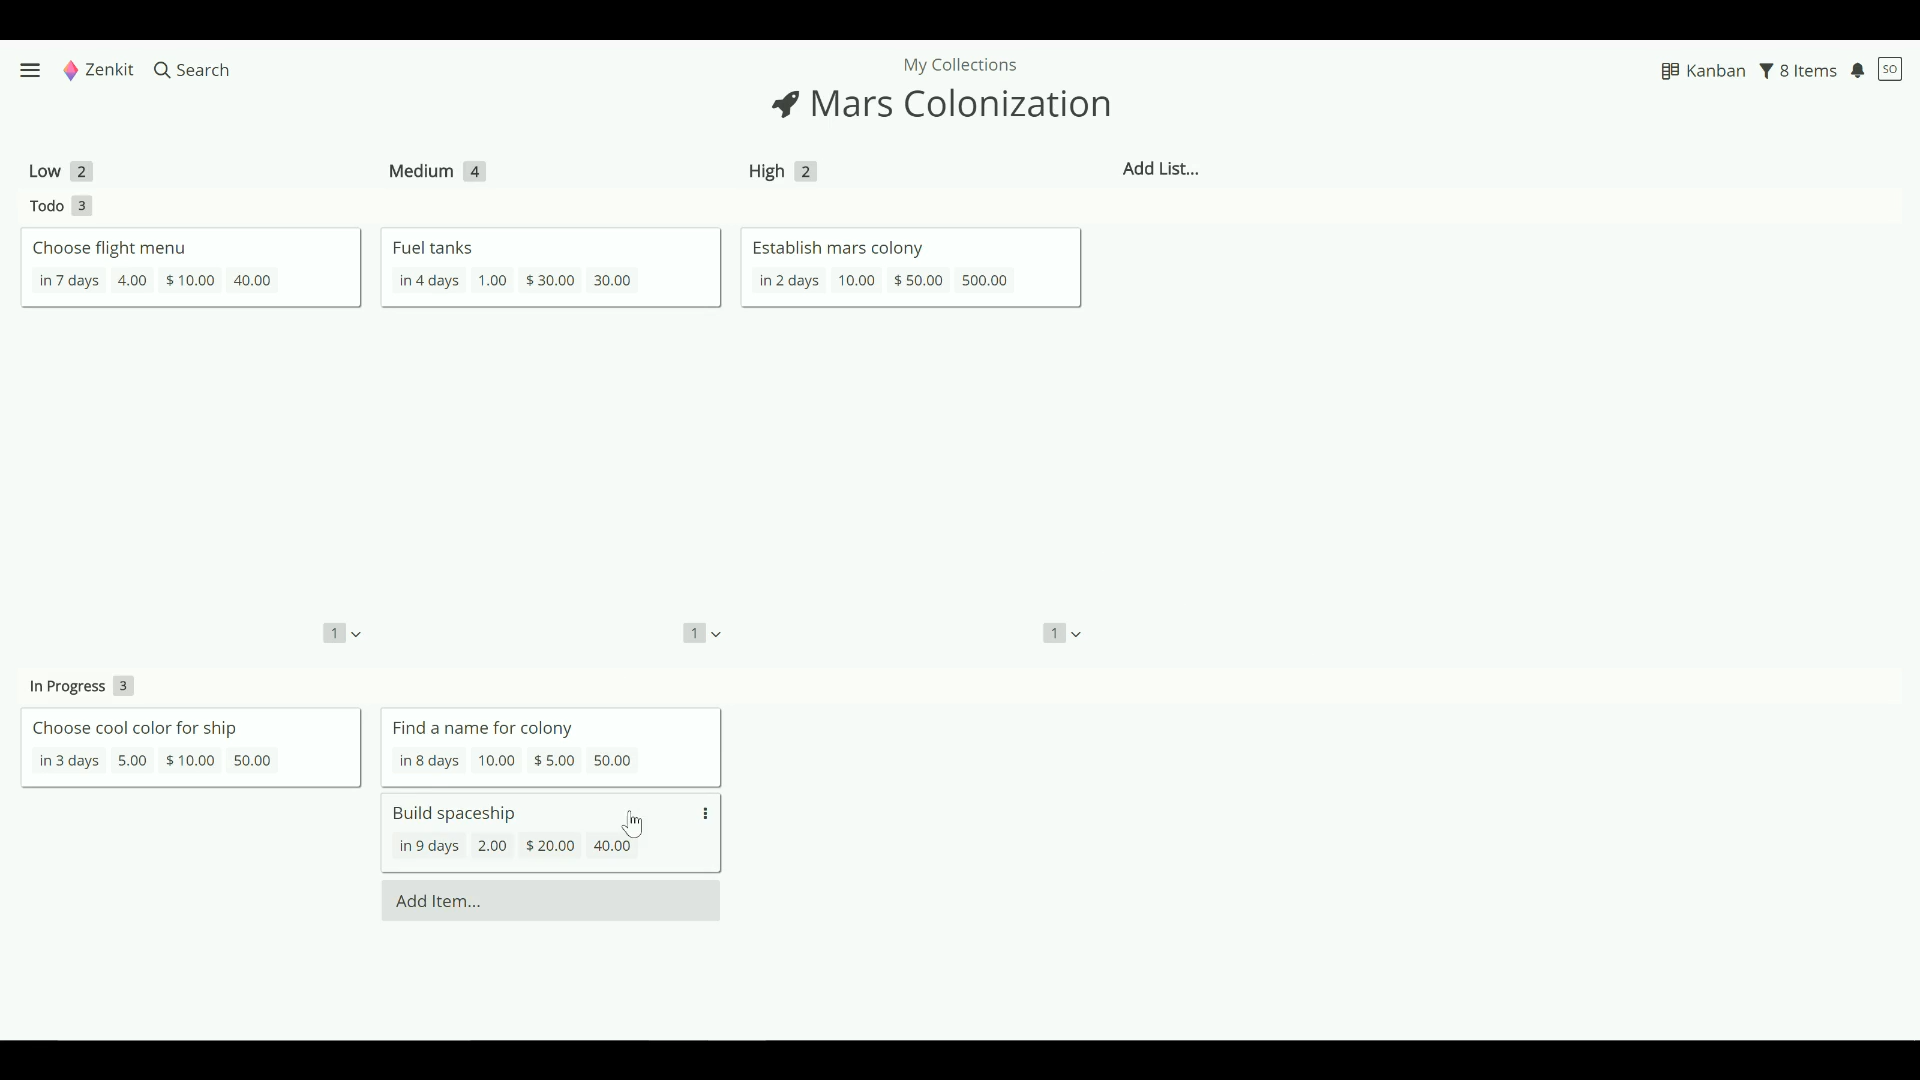 Zenkit Search My Collections Kanban 8 Items SO
Mars Colonization
Low 2 Medium 4 High 2 Add List...
Todo 3
Choose flight menu
in 7 days 4.00 $ 10.00 40.00
Fuel tanks
in 4 days 1.00 $ 30.00 30.00
Establish mars colony
in 2 days 10.00 $ 50.00 500.00
1 1 1
In Progress 3
Choose cool color for ship
in 3 days 5.00 $ 10.00 50.00
Find a name for colony
in 8 days 10.00 $ 5.00 50.00
Build spaceship
in 9 days 2.00 $ 20.00 40.00
Add Item...